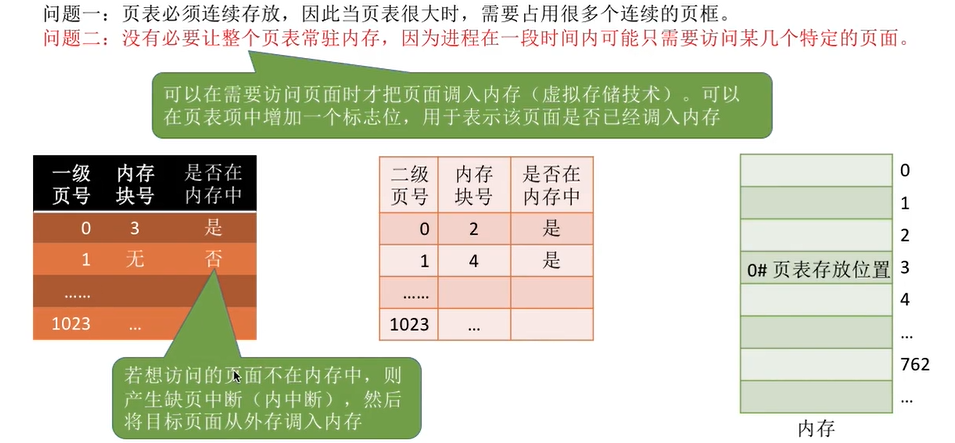 问题一：页表必须连续存放，因此当页表很大时，需要占用很多个连续的页框。
问题二：没有必要让整个页表常驻内存，因为进程在一段时间内可能只需要访问某几个特定的页面。
可以在需要访问页面时才把页面调入内存（虚拟存储技术）。可以
在页表项中增加一个标志位，用于表示该页面是否已经调入内存
一级页号 内存块号 是否在内存中
0 3 是
1 无 否
……
1023 …
二级页号 内存块号 是否在内存中
0 2 是
1 4 是
……
1023 …
0
1
2
0# 页表存放位置 3
4
…
762
…
内存
若想访问的页面不在内存中，则
产生缺页中断（内中断），然后
将目标页面从外存调入内存